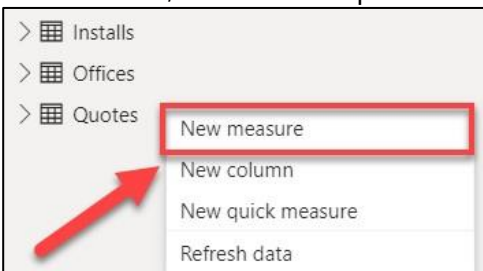 Installs
Offices
Quotes
New measure
New column
New quick measure
Refresh data